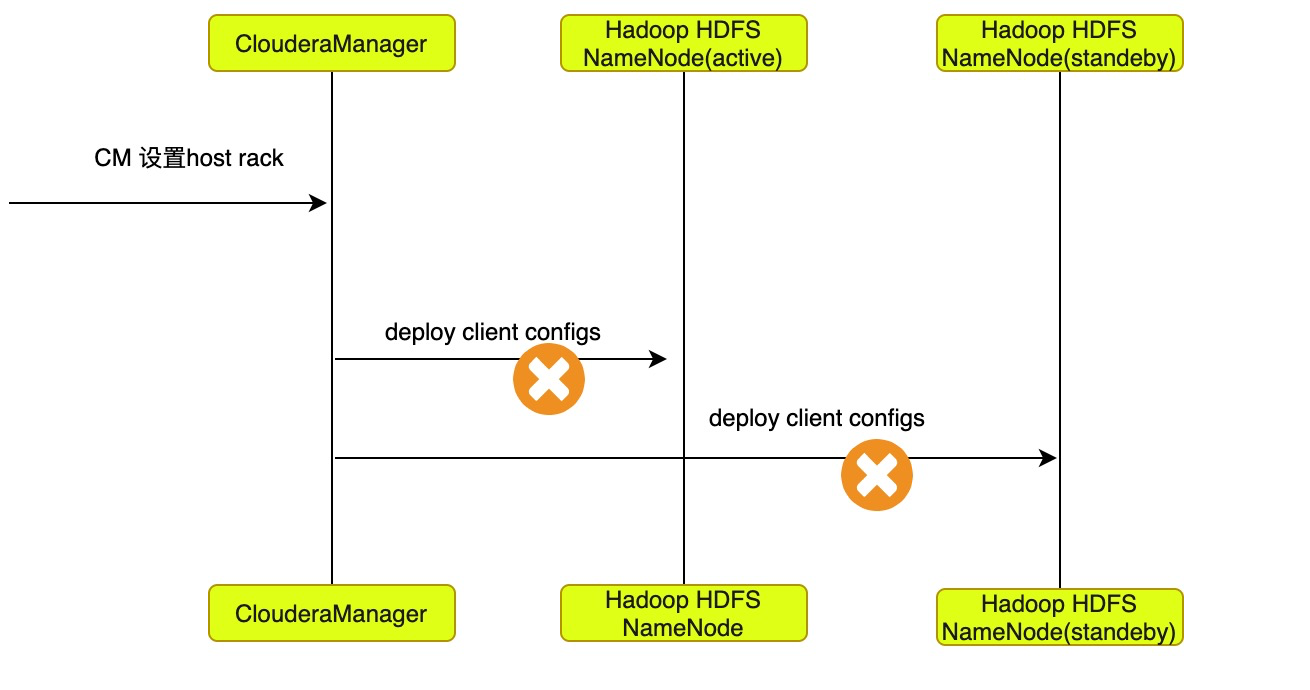 ClouderaManager
Hadoop HDFS
NameNode(active)
Hadoop HDFS
NameNode(standeby)
CM 设置host rack
deploy client configs
deploy client configs
ClouderaManager
Hadoop HDFS
NameNode
Hadoop HDFS
NameNode(standeby)